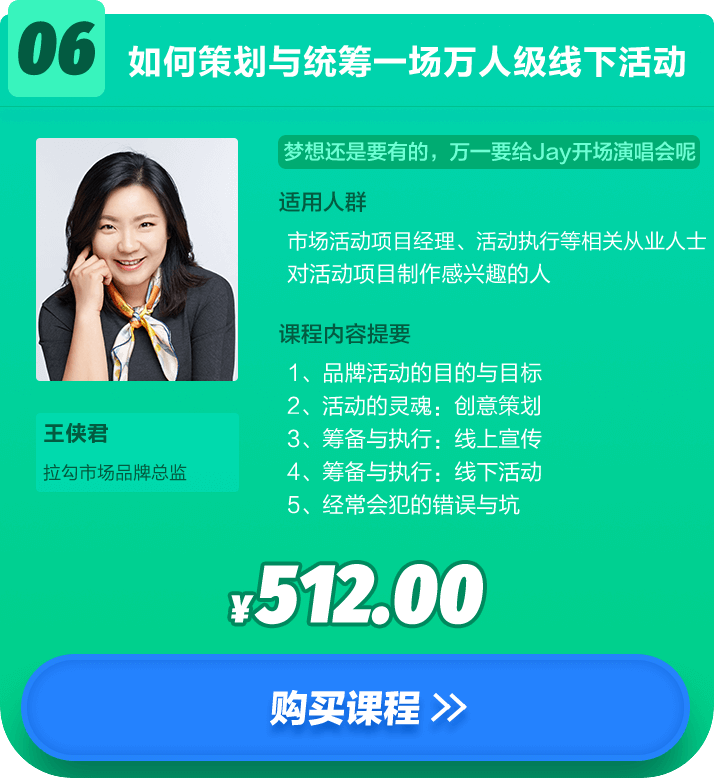 06
如何策划与统筹一场万人级线下活动
梦想还是要有的，万一要给Jay开场演唱会呢
适用人群
市场活动项目经理、活动执行等相关从业人士
对活动项目制作感兴趣的人
课程内容提要
1、品牌活动的目的与目标
2、活动的灵魂：创意策划
3、筹备与执行：线上宣传
4、筹备与执行：线下活动
5、经常会犯的错误与坑
王侠君
拉勾市场品牌总监
¥512.00
购买课程 >>